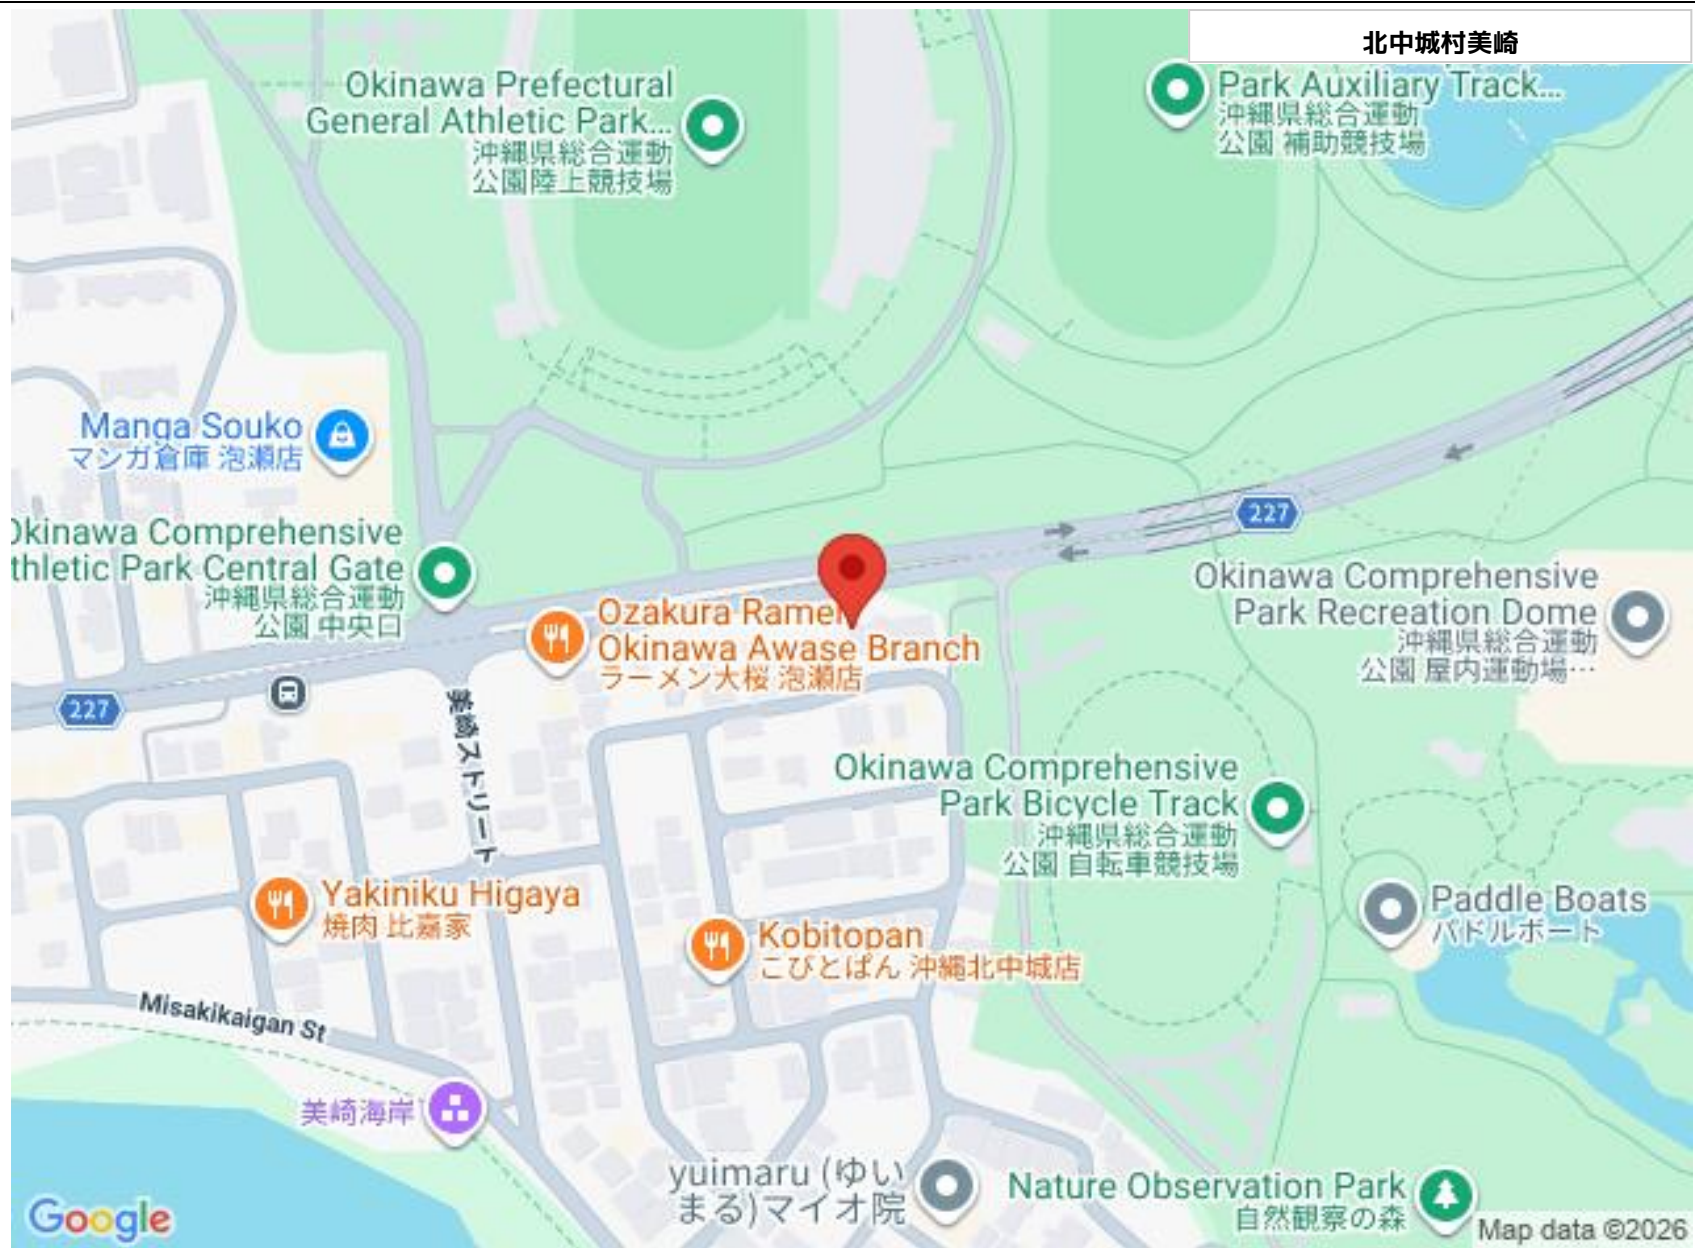 北中城村美崎
Okinawa Prefectural
General Athletic Park...
沖縄県総合運動
公園陸上競技場
Park Auxiliary Track...
沖縄県総合運動
公園 補助競技場
Manga Souko
マンガ倉庫 泡瀬店
Okinawa Comprehensive
thletic Park Central Gate
沖縄県総合運動
公園 中央口
227
Ozakura Ramen
Okinawa Awase Branch
ラーメン大桜 泡瀬店
Okinawa Comprehensive
Park Recreation Dome
沖縄県総合運動
公園 屋内運動場…
227
美崎ストリート
Okinawa Comprehensive
Park Bicycle Track
沖縄県総合運動
公園 自転車競技場
Yakiniku Higaya
焼肉 比嘉家
Kobitopan
こびとぱん 沖縄北中城店
Paddle Boats
パドルボート
Misakikaigan St
美崎海岸
yuimaru (ゆい
まる)マイオ院
Nature Observation Park
自然観察の森
Google
Map data ©2026